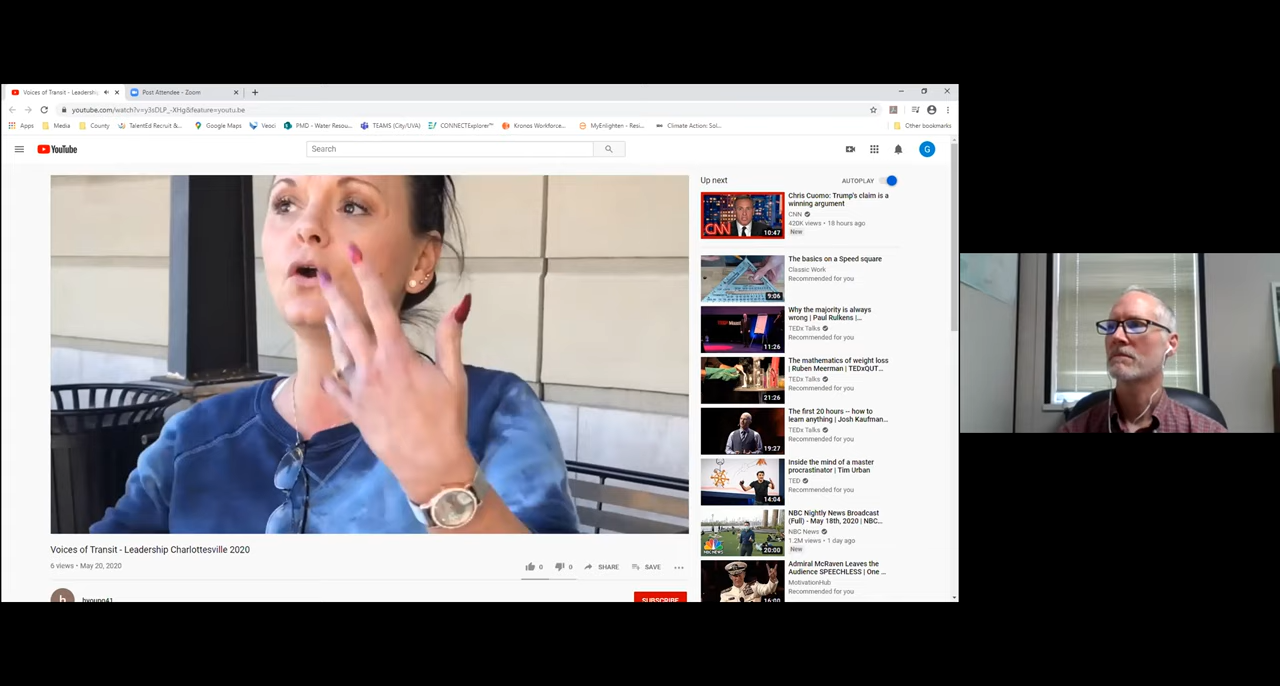 Voices of Transit - Leadership
Post Attendee - Zoom
youtube.com/watch?v=y3sDLP_-XHg&feature=youtu.be
Apps
Media
County
TalentEd Recruit &...
Google Maps
Veoci
PMD - Water Resou...
TEAMS (City/UVA)
CONNECTExplorer™
Kronos Workforce...
MyEnlighten - Resi...
Climate Action: Sol...
Other bookmarks
YouTube
Search
G
Up next
AUTOPLAY
CNN
10:47
Chris Cuomo: Trump's claim is a
winning argument
CNN
420K views • 18 hours ago
New
9:06
The basics on a Speed square
Classic Work
Recommended for you
11:26
Why the majority is always
wrong | Paul Rulkens |...
TEDx Talks
Recommended for you
21:26
The mathematics of weight loss
| Ruben Meerman | TEDxQUT...
TEDx Talks
Recommended for you
19:27
The first 20 hours -- how to
learn anything | Josh Kaufman...
TEDx Talks
Recommended for you
14:04
Inside the mind of a master
procrastinator | Tim Urban
TED
Recommended for you
20:00
NBC Nightly News Broadcast
(Full) - May 18th, 2020 | NBC...
NBC News
1.2M views • 1 day ago
New
16:00
Admiral McRaven Leaves the
Audience SPEECHLESS | One ...
MotivationHub
Recommended for you
Voices of Transit - Leadership Charlottesville 2020
6 views • May 20, 2020
0
0
SHARE
SAVE
h
hyoung41
SUBSCRIBE